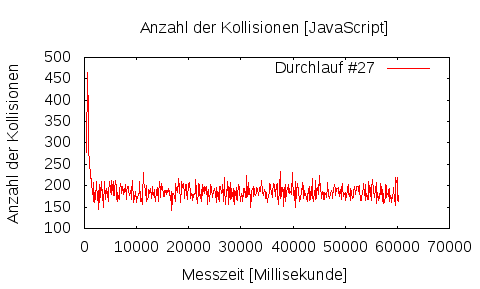 Anzahl der Kollisionen [JavaScript]
Durchlauf #27
Anzahl der Kollisionen
500
450
400
350
300
250
200
150
100
0 10000 20000 30000 40000 50000 60000 70000
Messzeit [Millisekunde]